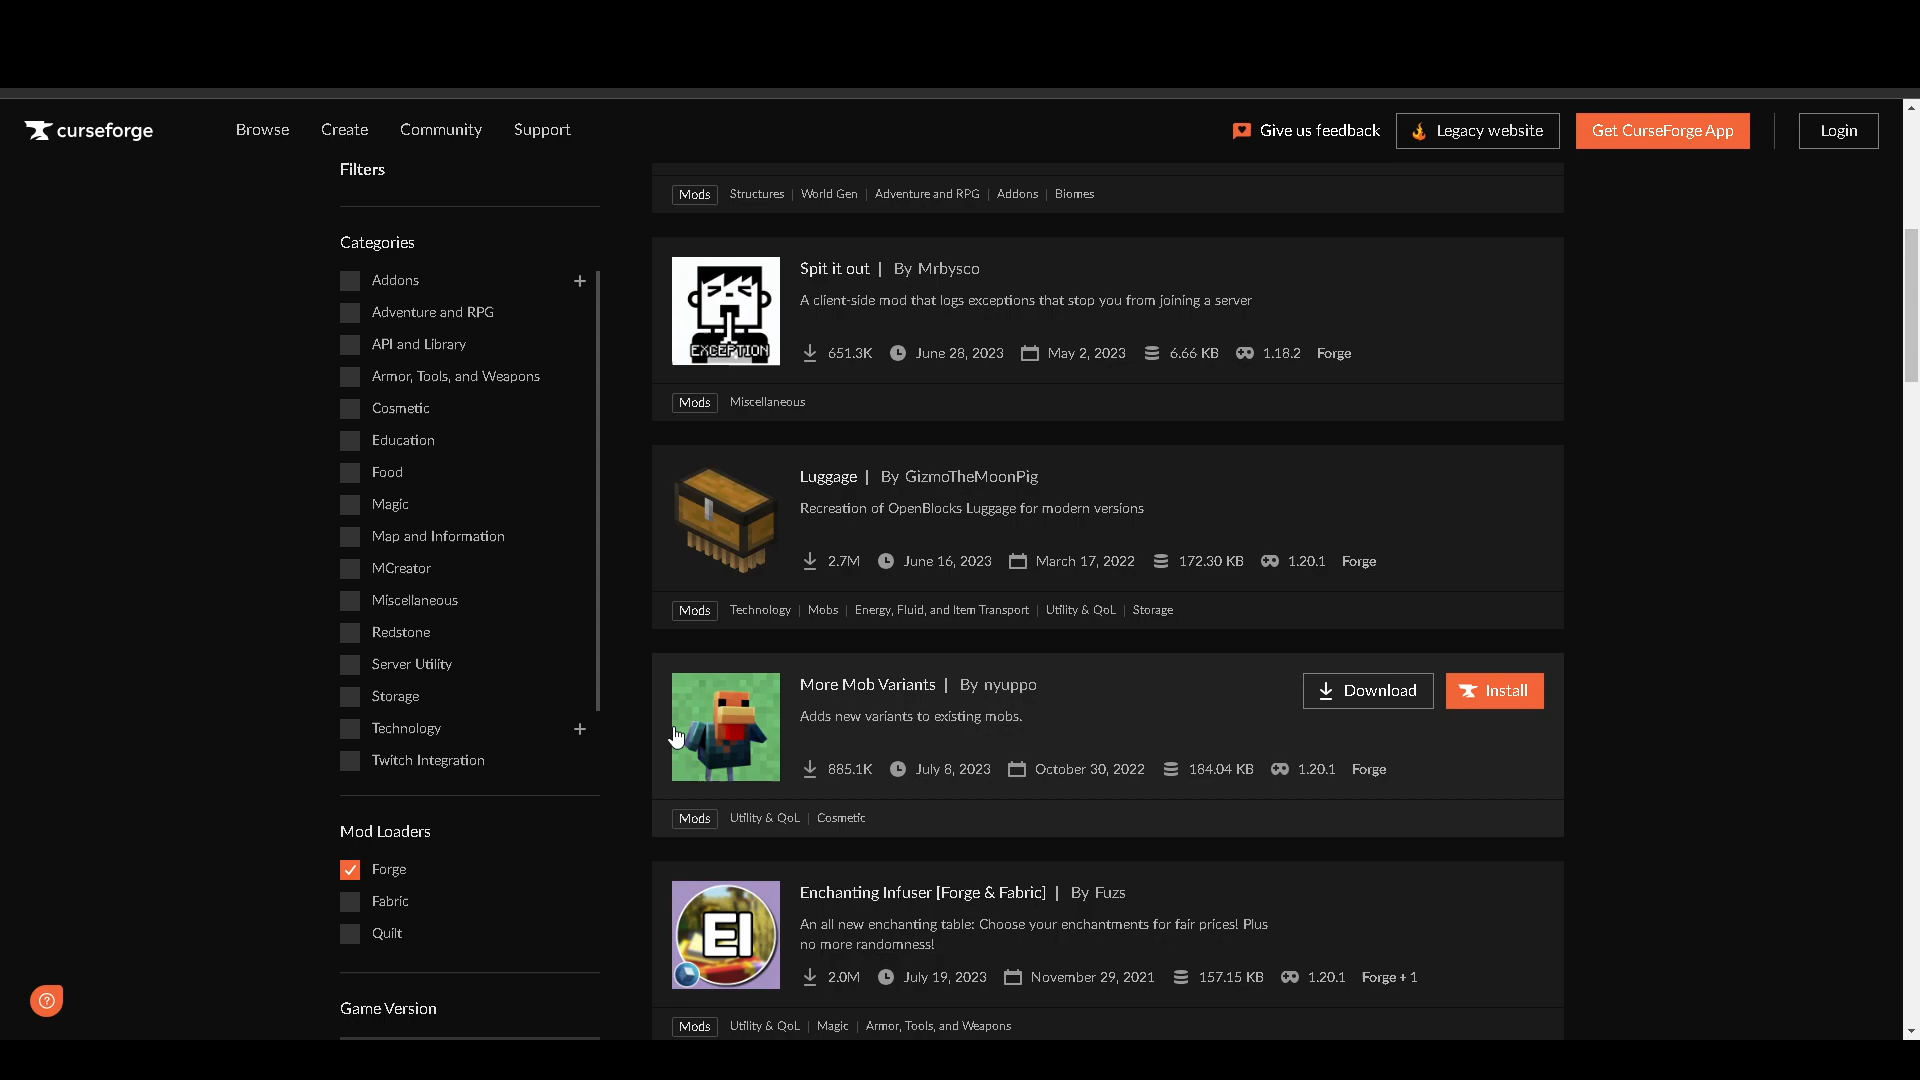 curseforge
Browse Create Community Support
Give us feedback Legacy website Get CurseForge App Login
Filters
Categories
Addons
Adventure and RPG
API and Library
Armor, Tools, and Weapons
Cosmetic
Education
Food
Magic
Map and Information
MCreator
Miscellaneous
Redstone
Server Utility
Storage
Technology
Twitch Integration
Mod Loaders
Forge
Fabric
Quilt
Game Version
Mods Structures | World Gen | Adventure and RPG | Addons | Biomes
EXCEPTION
Spit it out | By Mrbysco
A client-side mod that logs exceptions that stop you from joining a server
651.3K June 28, 2023 May 2, 2023 6.66 KB 1.18.2 Forge
Mods Miscellaneous
Luggage | By GizmoTheMoonPig
Recreation of OpenBlocks Luggage for modern versions
2.7M June 16, 2023 March 17, 2022 172.30 KB 1.20.1 Forge
Mods Technology | Mobs | Energy, Fluid, and Item Transport | Utility & QoL | Storage
More Mob Variants | By nyuppo
Download Install
Adds new variants to existing mobs.
885.1K July 8, 2023 October 30, 2022 184.04 KB 1.20.1 Forge
Mods Utility & QoL | Cosmetic
EI
Enchanting Infuser [Forge & Fabric] | By Fuzs
An all new enchanting table: Choose your enchantments for fair prices! Plus
no more randomness!
2.0M July 19, 2023 November 29, 2021 157.15 KB 1.20.1 Forge + 1
Mods Utility & QoL | Magic | Armor, Tools, and Weapons